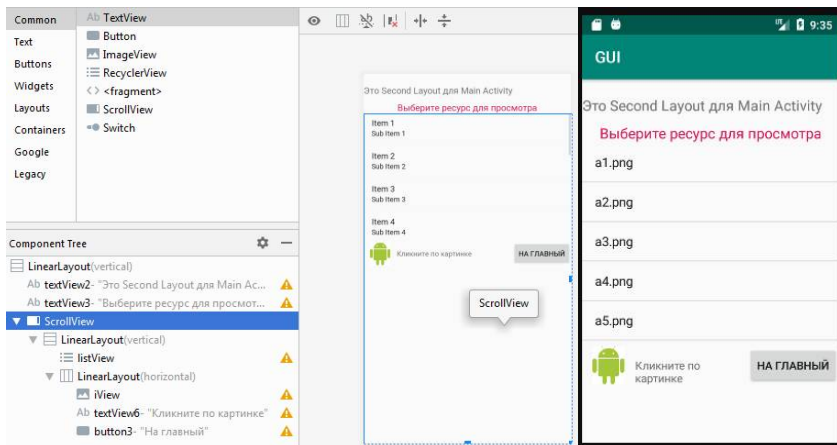 Common
Text
Buttons
Widgets
Layouts
Containers
Google
Legacy
Ab TextView
Button
ImageView
RecyclerView
<> <fragment>
ScrollView
Switch
Component Tree
LinearLayout(vertical)
Ab textView2- "Это Second Layout для Main Ac...
Ab textView3- "Выберите ресурс для просмот...
ScrollView
LinearLayout(vertical)
listView
LinearLayout(horizontal)
iView
Ab textView6- "Кликните по картинке"
button3- "На главный"
Это Second Layout для Main Activity
Выберите ресурс для просмотра
Item 1
Sub Item 1
Item 2
Sub Item 2
Item 3
Sub Item 3
Item 4
Sub Item 4
Кликните по картинке
НА ГЛАВНЫЙ
ScrollView
9:35
GUI
Это Second Layout для Main Activity
Выберите ресурс для просмотра
a1.png
a2.png
a3.png
a4.png
a5.png
Кликните по
картинке
НА ГЛАВНЫЙ